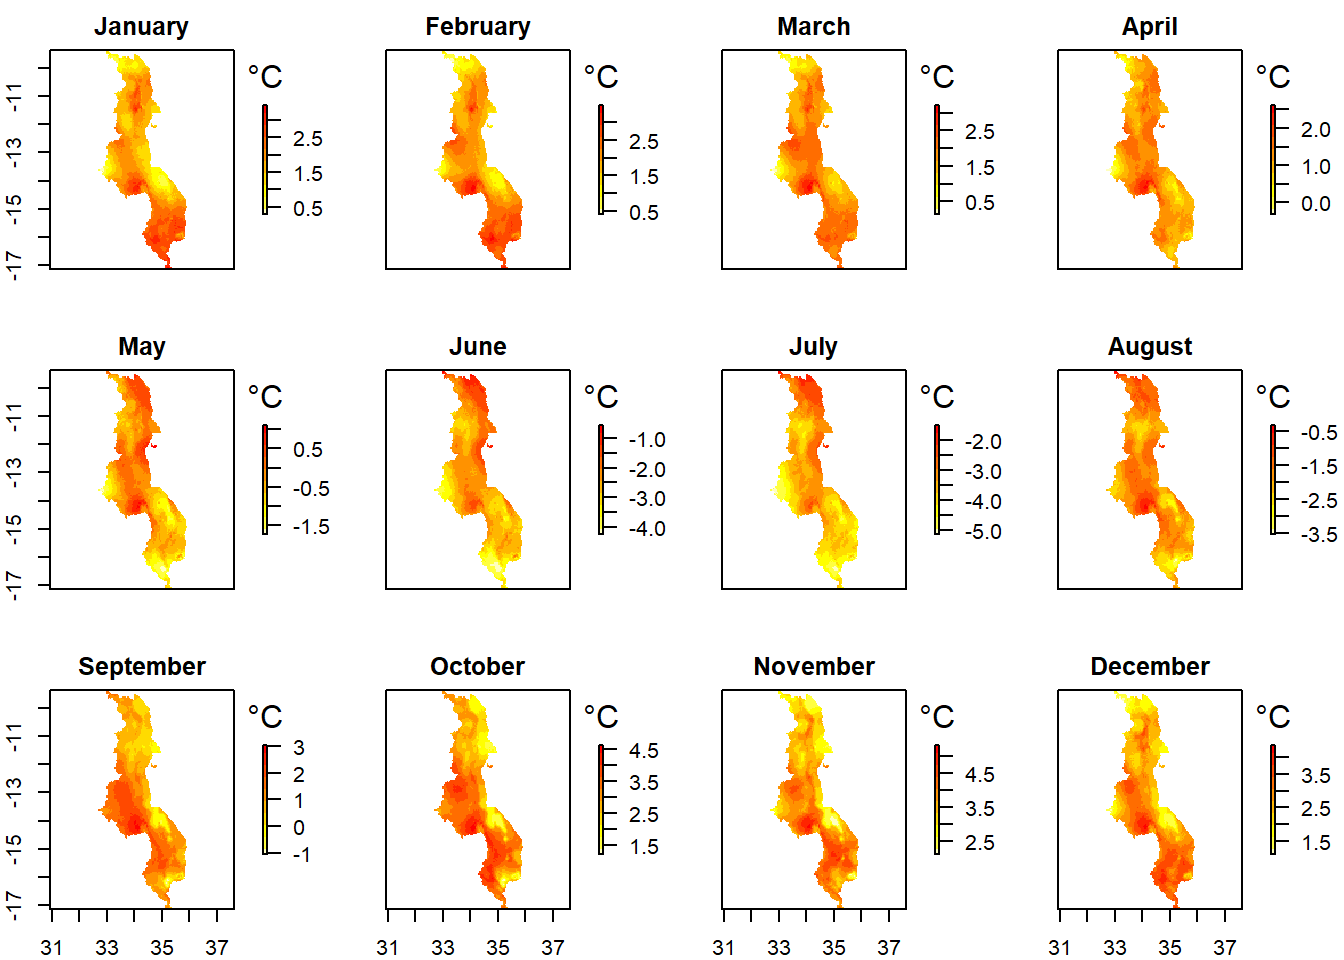 January February March April
°C °C °C °C
-11 2.5 2.5 2.5 2.0
-13 1.5 1.5 1.5 1.0
-15 0.5 0.5 0.5 0.0
-17
May June July August
°C °C °C °C
-11 0.5 -1.0 -2.0 -0.5
-13 -0.5 -2.0 -3.0 -1.5
-15 -1.5 -3.0 -4.0 -2.5
-17 -4.0 -5.0 -3.5
September October November December
°C °C °C °C
-11 3 4.5 4.5 3.5
-13 2 3.5 3.5 2.5
-15 1 2.5 2.5 1.5
-17 0 1.5
-1
31 33 35 37 31 33 35 37 31 33 35 37 31 33 35 37